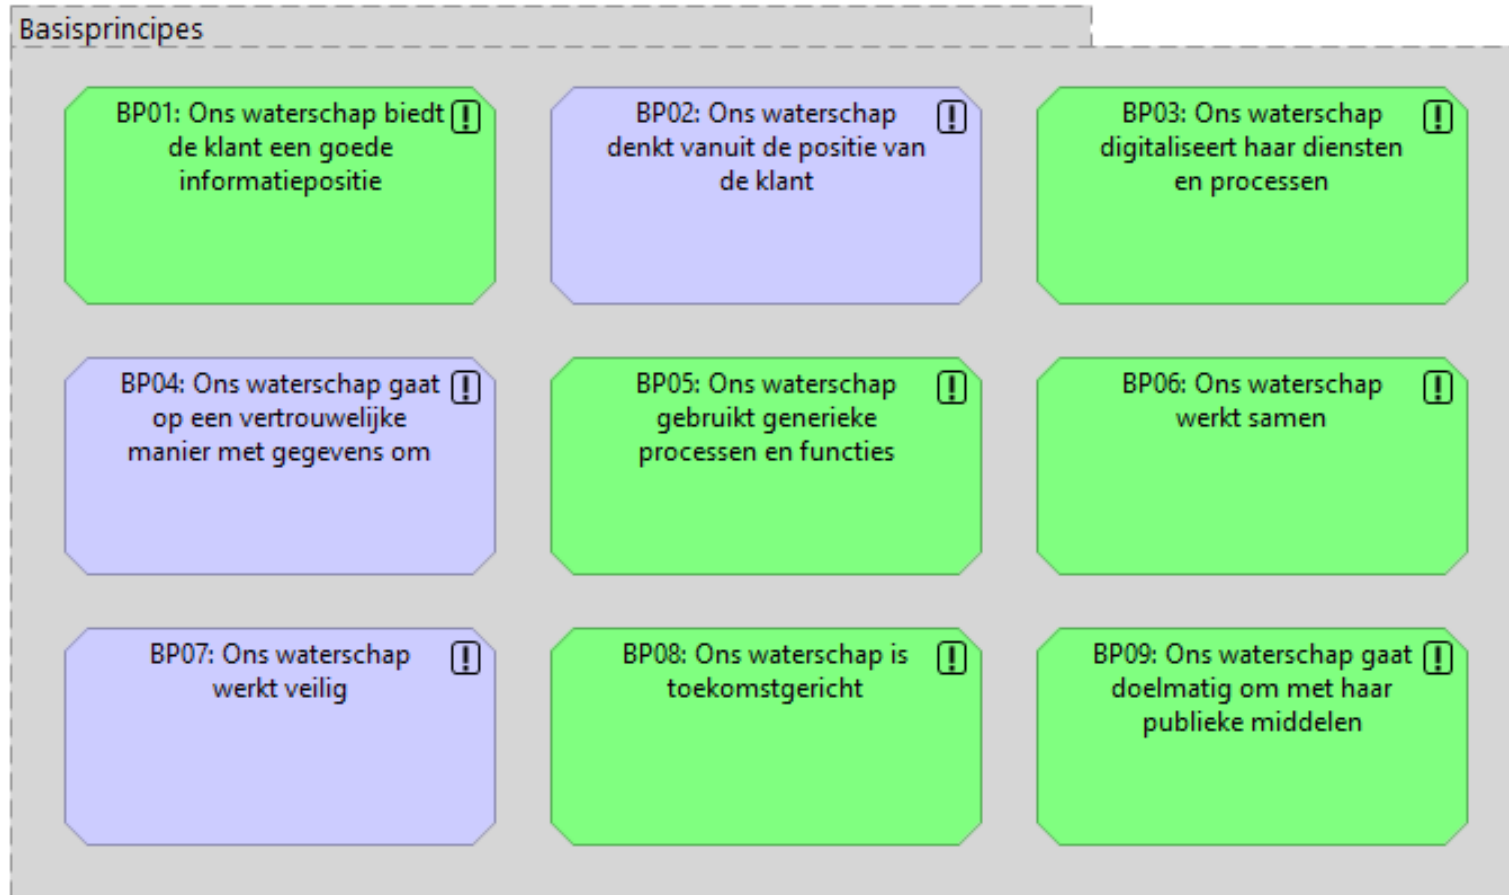 Basisprincipes
BP01: Ons waterschap biedt
de klant een goede
informatiepositie
BP02: Ons waterschap
denkt vanuit de positie van
de klant
BP03: Ons waterschap
digitaliseert haar diensten
en processen
BP04: Ons waterschap gaat
op een vertrouwelijke
manier met gegevens om
BP05: Ons waterschap
gebruikt generieke
processen en functies
BP06: Ons waterschap
werkt samen
BP07: Ons waterschap
werkt veilig
BP08: Ons waterschap is
toekomstgericht
BP09: Ons waterschap gaat
doelmatig om met haar
publieke middelen